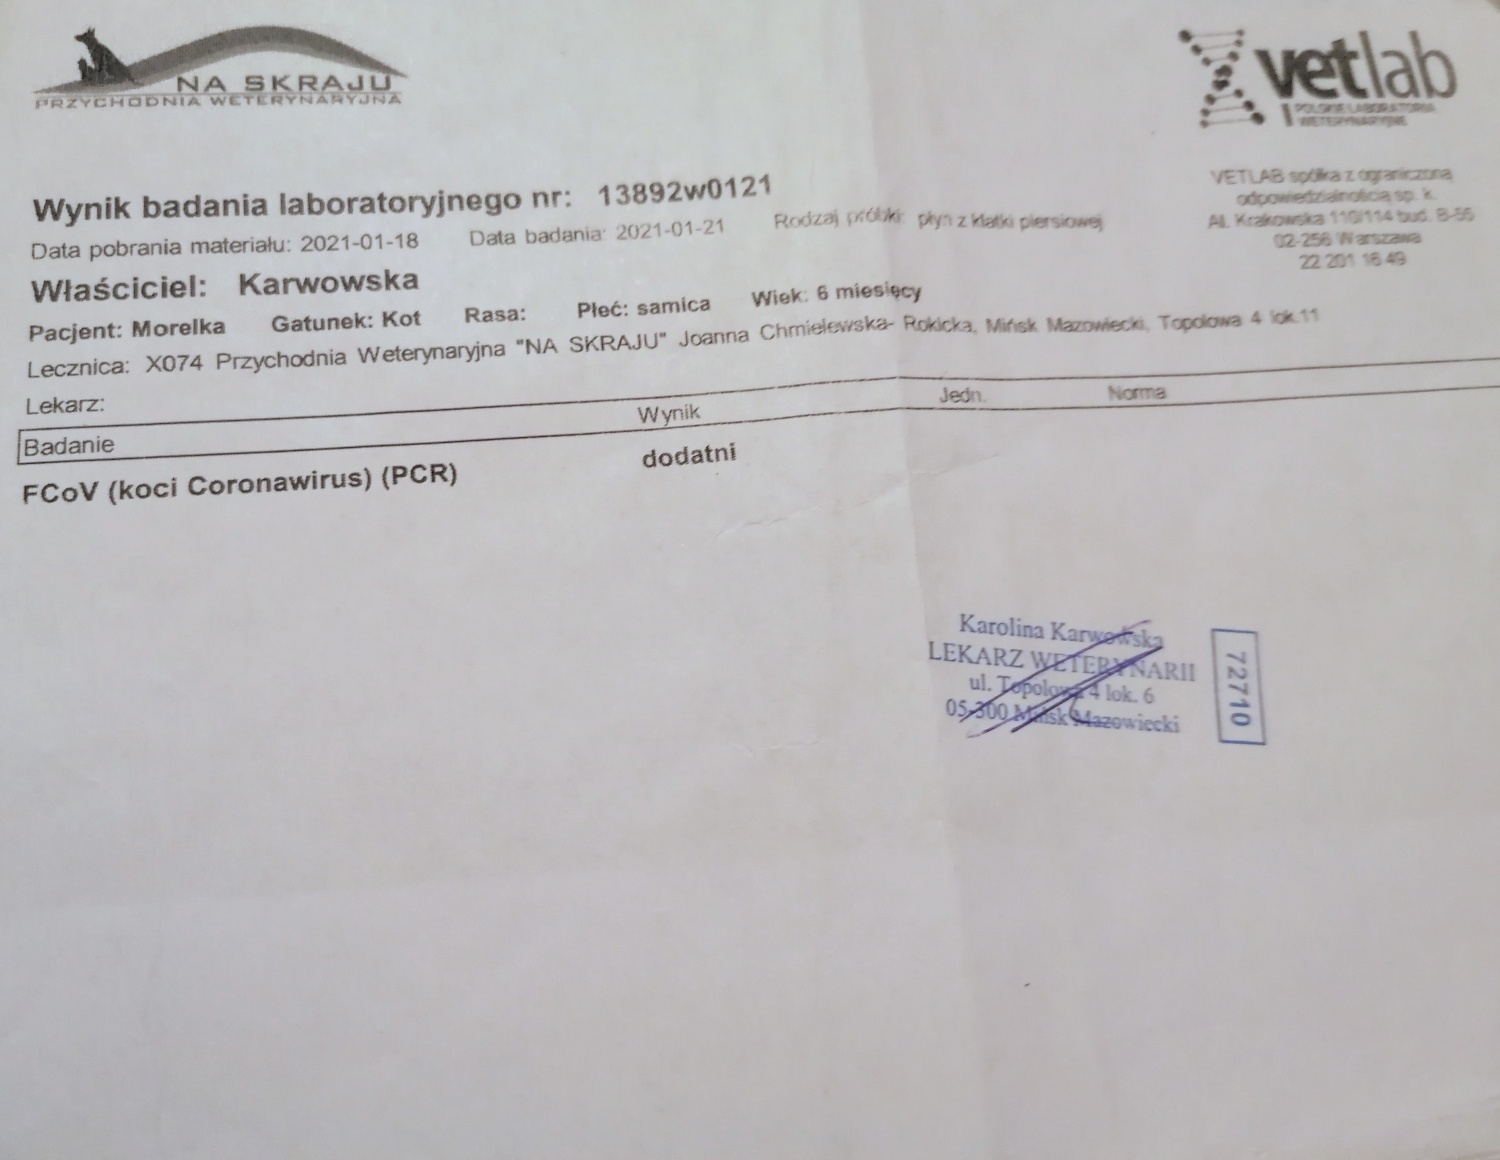 NA SKRAJU
PRZYCHODNIA WETERYNARYJNA
vetlab
POLSKIE LABORATORIA
WETERYNARYJNE
VETLAB spółka z ograniczoną
odpowiedzialnością sp. k.
Al. Krakowska 110/114 bud. B-55
02-256 Warszawa
22 201 16 49
Wynik badania laboratoryjnego nr: 13892w0121
Data pobrania materiału: 2021-01-18 Data badania: 2021-01-21 Rodzaj próbki: płyn z klatki piersiowej
Właściciel: Karwowska
Pacjent: Morelka Gatunek: Kot Rasa: Płeć: samica Wiek: 6 miesięcy
Lecznica: X074 Przychodnia Weterynaryjna "NA SKRAJU" Joanna Chmielewska- Rokicka, Mińsk Mazowiecki, Topolowa 4 lok.11
Lekarz:
Badanie Wynik Jedn. Norma
FCoV (koci Coronawirus) (PCR) dodatni
Karolina Karwowska
LEKARZ WETERYNARII
ul. Topolowa 4 lok. 6
05-300 Mińsk Mazowiecki
72710